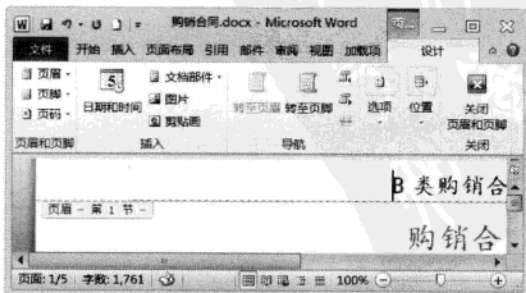 购销合同.docx - Microsoft Word
文件 开始 插入 页面布局 引用 邮件 审阅 视图 加载项 设计
页眉
页脚
页码
页眉和页脚
5
日期和时间
文档部件
图片
剪贴画
插入
转至页眉 转至页脚
导航
选项
位置
关闭
页眉和页脚
关闭
B 类购销合
页眉 - 第 1 节 -
购销合
页面: 1/5 字数: 1,761 100%